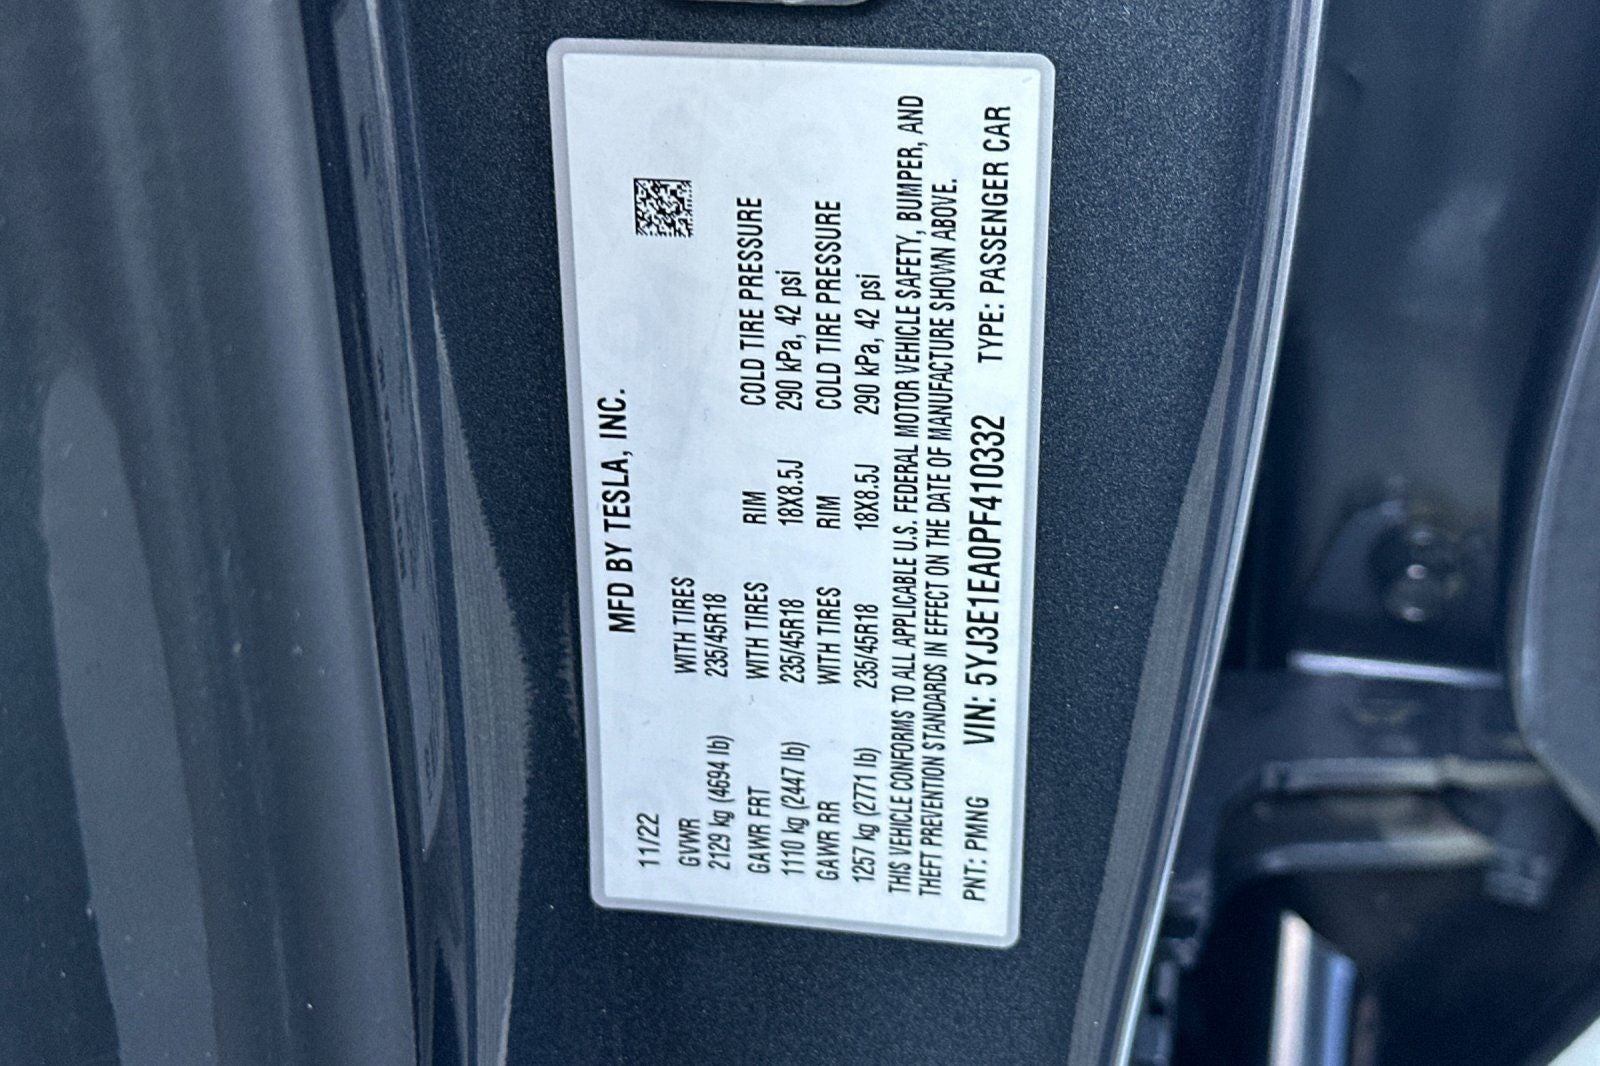 MFD BY TESLA, INC.
11/22
GVWR WITH TIRES
2129 kg (4694 lb) 235/45R18
GAWR FRT WITH TIRES RIM COLD TIRE PRESSURE
1110 kg (2447 lb) 235/45R18 18X8.5J 290 kPa, 42 psi
GAWR RR WITH TIRES RIM COLD TIRE PRESSURE
1257 kg (2771 lb) 235/45R18 18X8.5J 290 kPa, 42 psi
THIS VEHICLE CONFORMS TO ALL APPLICABLE U.S. FEDERAL MOTOR VEHICLE SAFETY, BUMPER, AND
THEFT PREVENTION STANDARDS IN EFFECT ON THE DATE OF MANUFACTURE SHOWN ABOVE.
PNT: PMNG VIN: 5YJ3E1EA0PF410332 TYPE: PASSENGER CAR